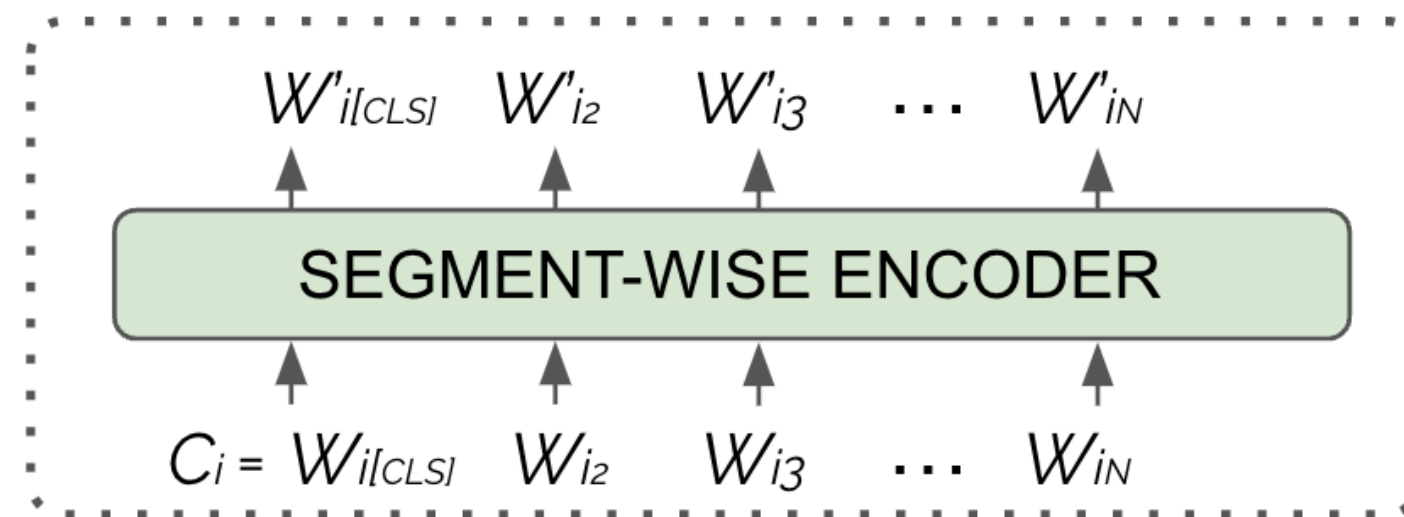 W'i[CLS] W'i2 W'i3 ... W'iN
SEGMENT-WISE ENCODER
Ci = Wi[CLS] Wi2 Wi3 ... WiN